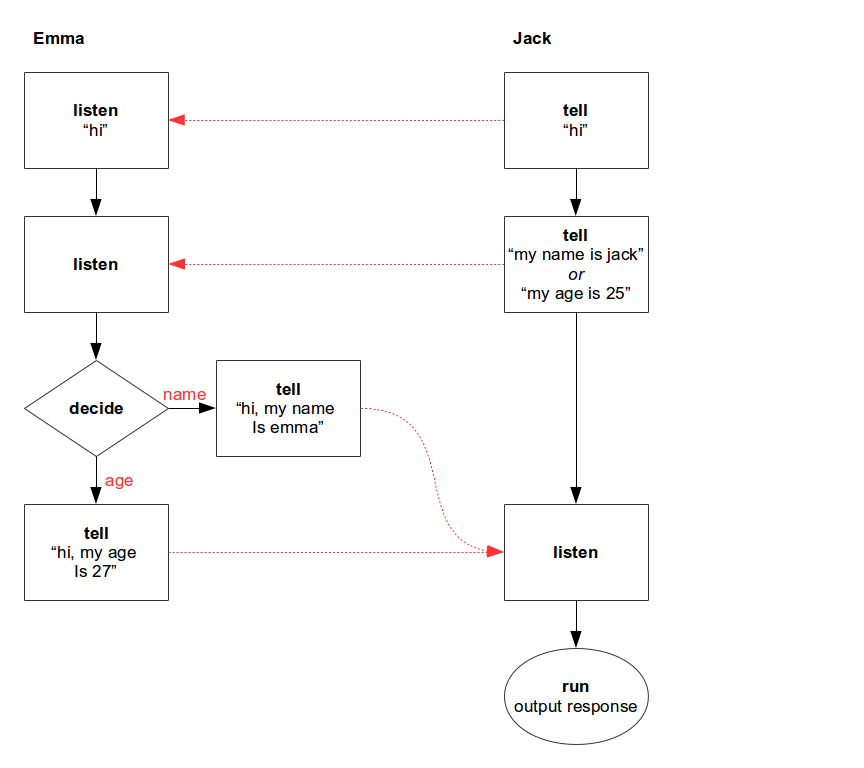 Emma
Jack
listen
“hi”
tell
“hi”
listen
tell
“my name is jack”
or
“my age is 25”
decide
name
tell
“hi, my name
Is emma”
age
tell
“hi, my age
Is 27”
listen
run
output response